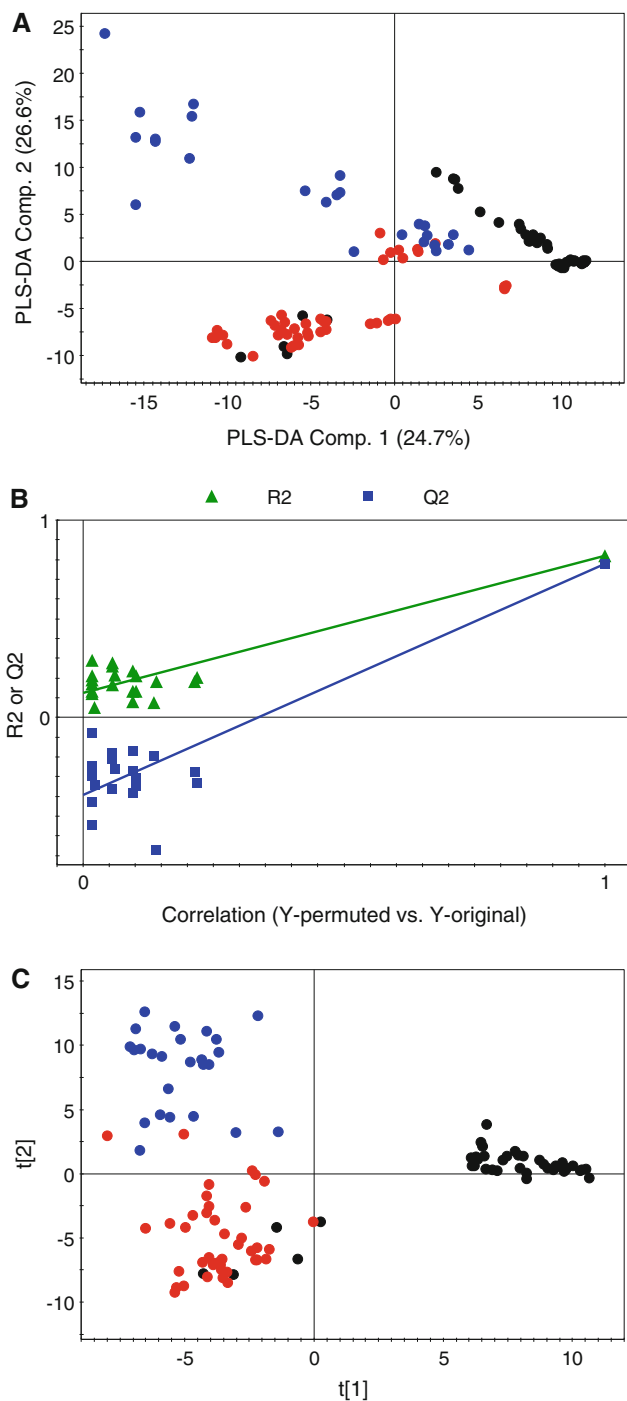 A
PLS-DA Comp. 2 (26.6%)
25
20
15
10
5
0
-5
-10
-15
-10
-5
0
5
10
PLS-DA Comp. 1 (24.7%)
B
R2
Q2
R2 or Q2
1
0
0
1
Correlation (Y-permuted vs. Y-original)
C
t[2]
15
10
5
0
-5
-10
-5
0
5
10
t[1]